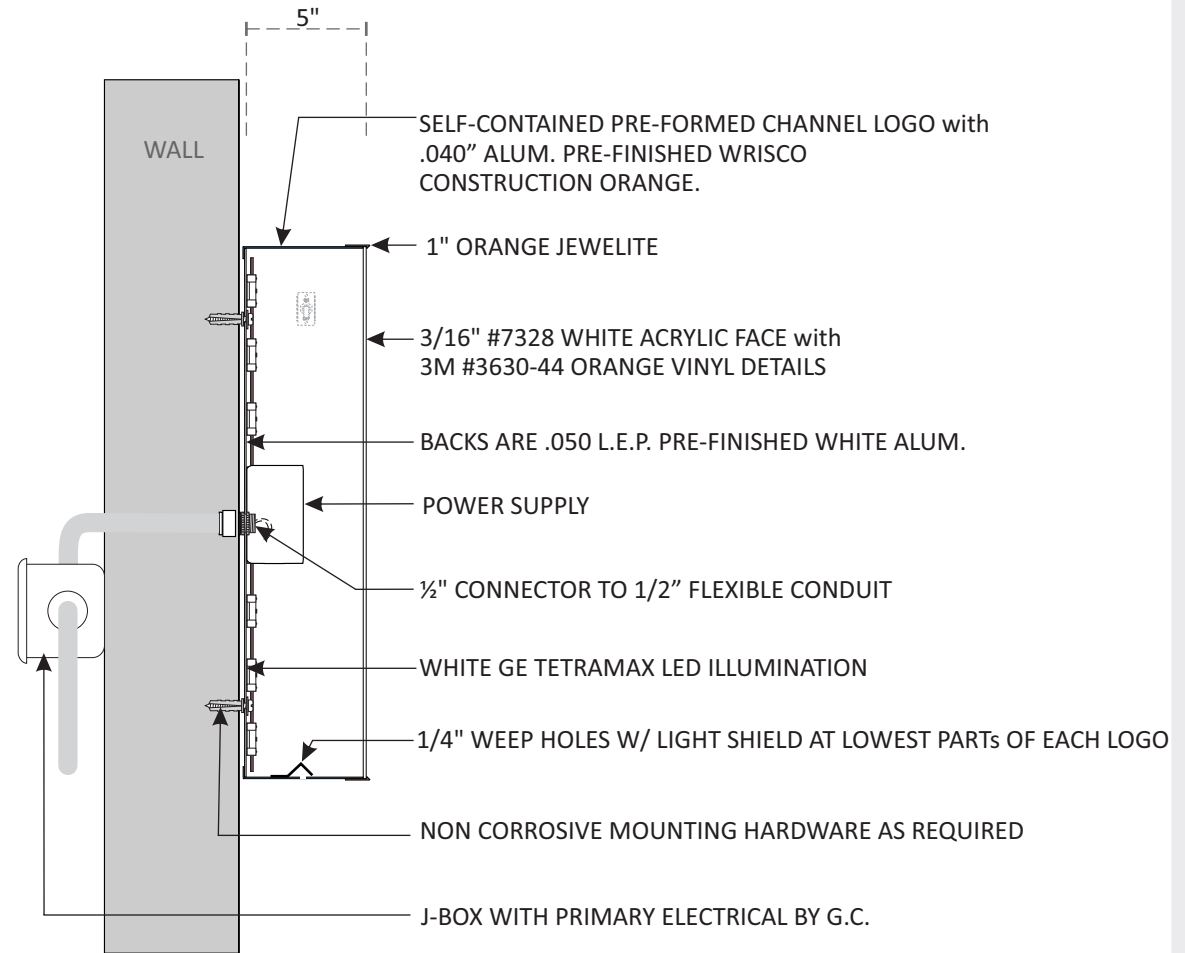 5"
WALL
SELF-CONTAINED PRE-FORMED CHANNEL LOGO with
.040” ALUM. PRE-FINISHED WRISCO
CONSTRUCTION ORANGE.
1" ORANGE JEWELITE
3/16" #7328 WHITE ACRYLIC FACE with
3M #3630-44 ORANGE VINYL DETAILS
BACKS ARE .050 L.E.P. PRE-FINISHED WHITE ALUM.
POWER SUPPLY
½" CONNECTOR TO 1/2” FLEXIBLE CONDUIT
WHITE GE TETRAMAX LED ILLUMINATION
1/4" WEEP HOLES W/ LIGHT SHIELD AT LOWEST PARTs OF EACH LOGO
NON CORROSIVE MOUNTING HARDWARE AS REQUIRED
J-BOX WITH PRIMARY ELECTRICAL BY G.C.